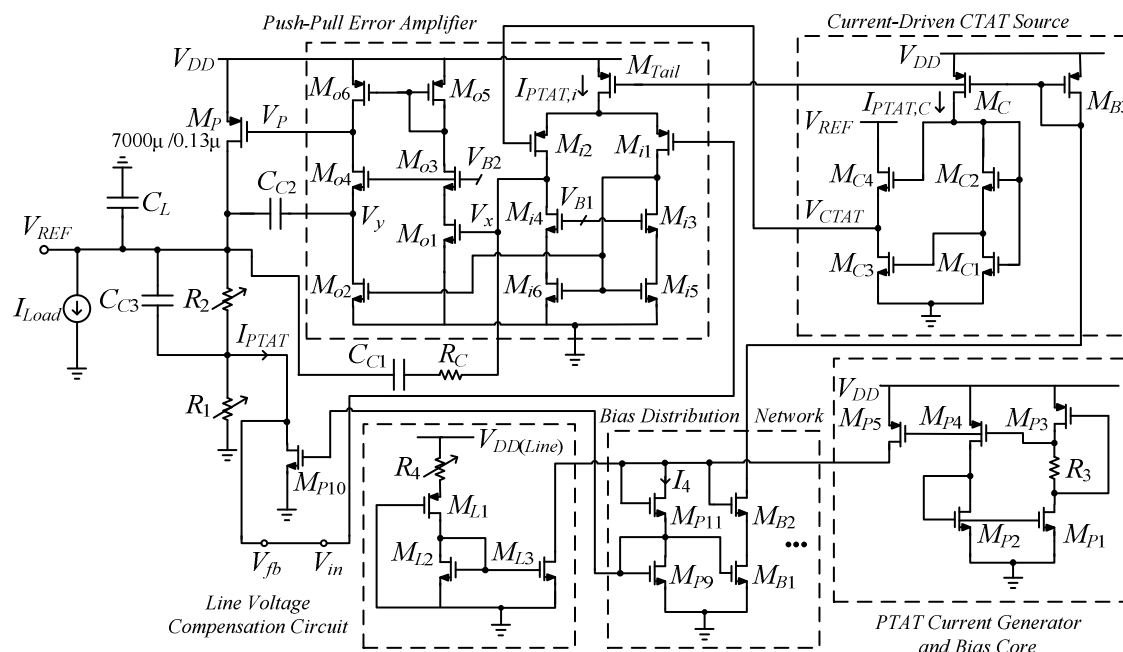 Push-Pull Error Amplifier
Current-Driven CTAT Source
V_DD
M_Tail
V_DD
M_o6
M_o5
I_PTAT,i
I_PTAT,C
M_C
M_P
7000μ/0.13μ
V_P
M_i2
M_i1
V_REF
M_o3
V_B2
M_o4
M_C4
M_C2
C_C2
C_L
V_y
V_x
M_i4
V_B1
M_i3
V_CTAT
V_REF
M_o1
M_C3
M_C1
M_o2
M_i6
M_i5
I_Load
C_C3
R_2
I_PTAT
C_C1
R_C
R_1
V_DD
Bias Distribution Network
M_P5
M_P4
M_P3
V_DD(Line)
R_4
I_4
R_3
M_P10
M_L1
M_P11
M_B2
M_P2
M_P1
M_L2
M_L3
M_P9
M_B1
V_fb
V_in
Line Voltage
Compensation Circuit
PTAT Current Generator
and Bias Core